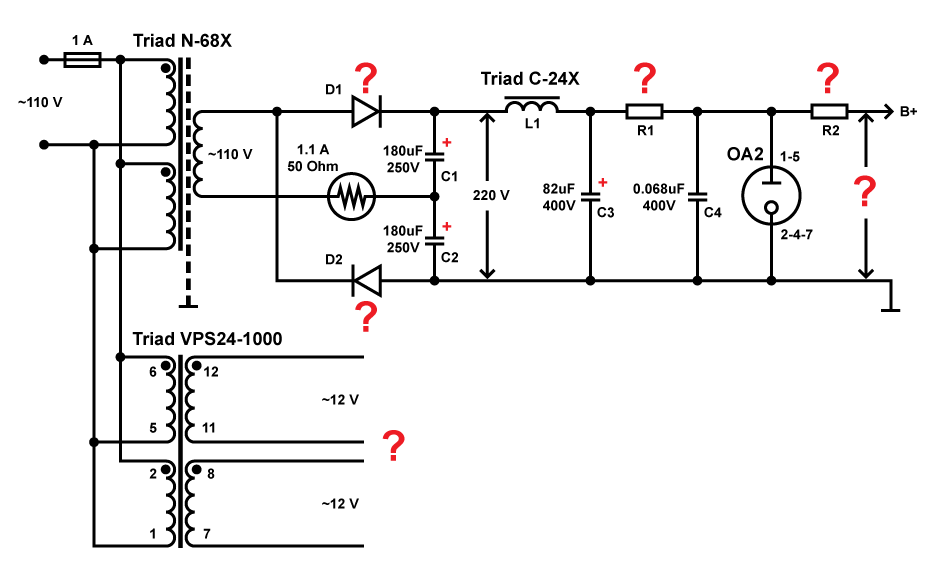 1 A
Triad N-68X
~110 V
~110 V
D1
?
1.1 A
50 Ohm
180uF
250V
+
C1
180uF
250V
+
C2
D2
?
220 V
Triad C-24X
L1
82uF
400V
+
C3
?
R1
0.068uF
400V
C4
OA2
1-5
2-4-7
?
R2
B+
?
Triad VPS24-1000
6
5
2
1
12
11
8
7
~12 V
~12 V
?